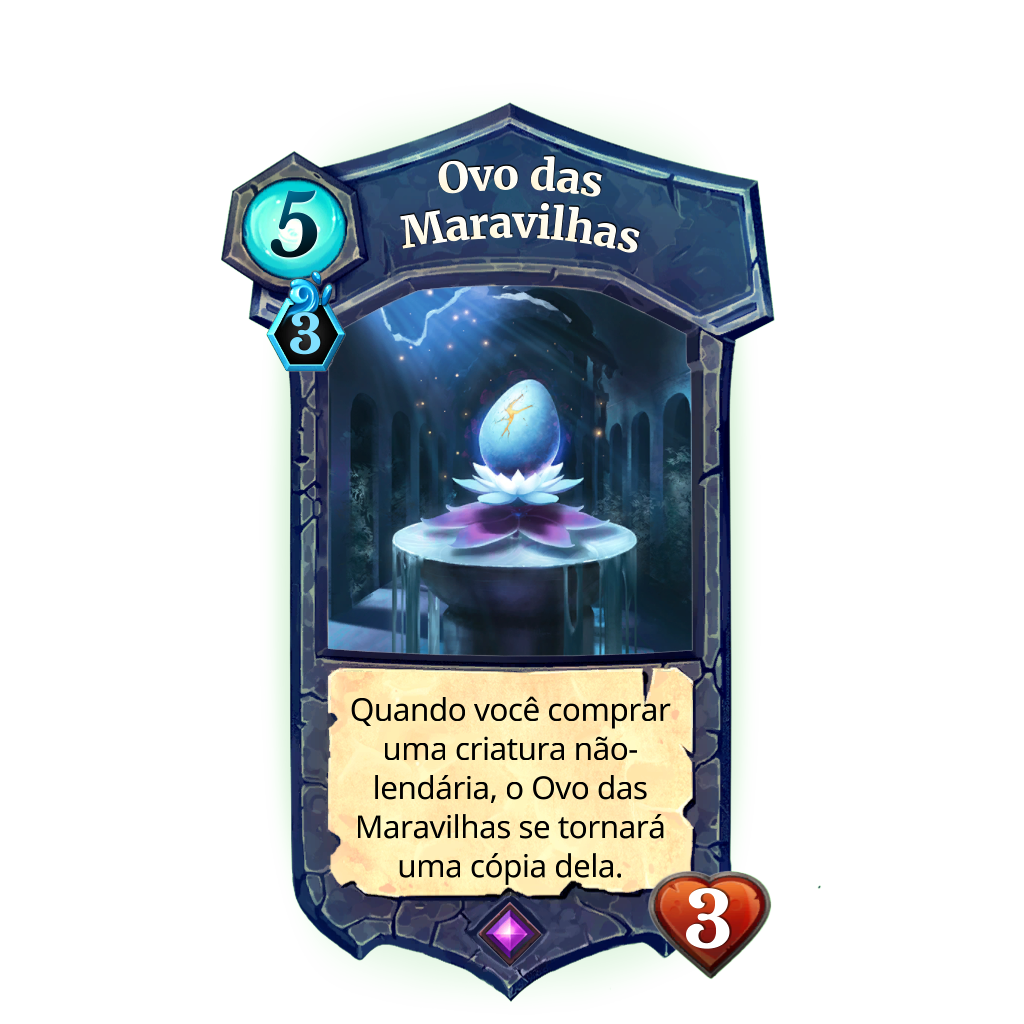 Ovo das
Maravilhas
5
3
Quando você comprar
uma criatura não-
lendária, o Ovo das
Maravilhas se tornará
uma cópia dela.
3